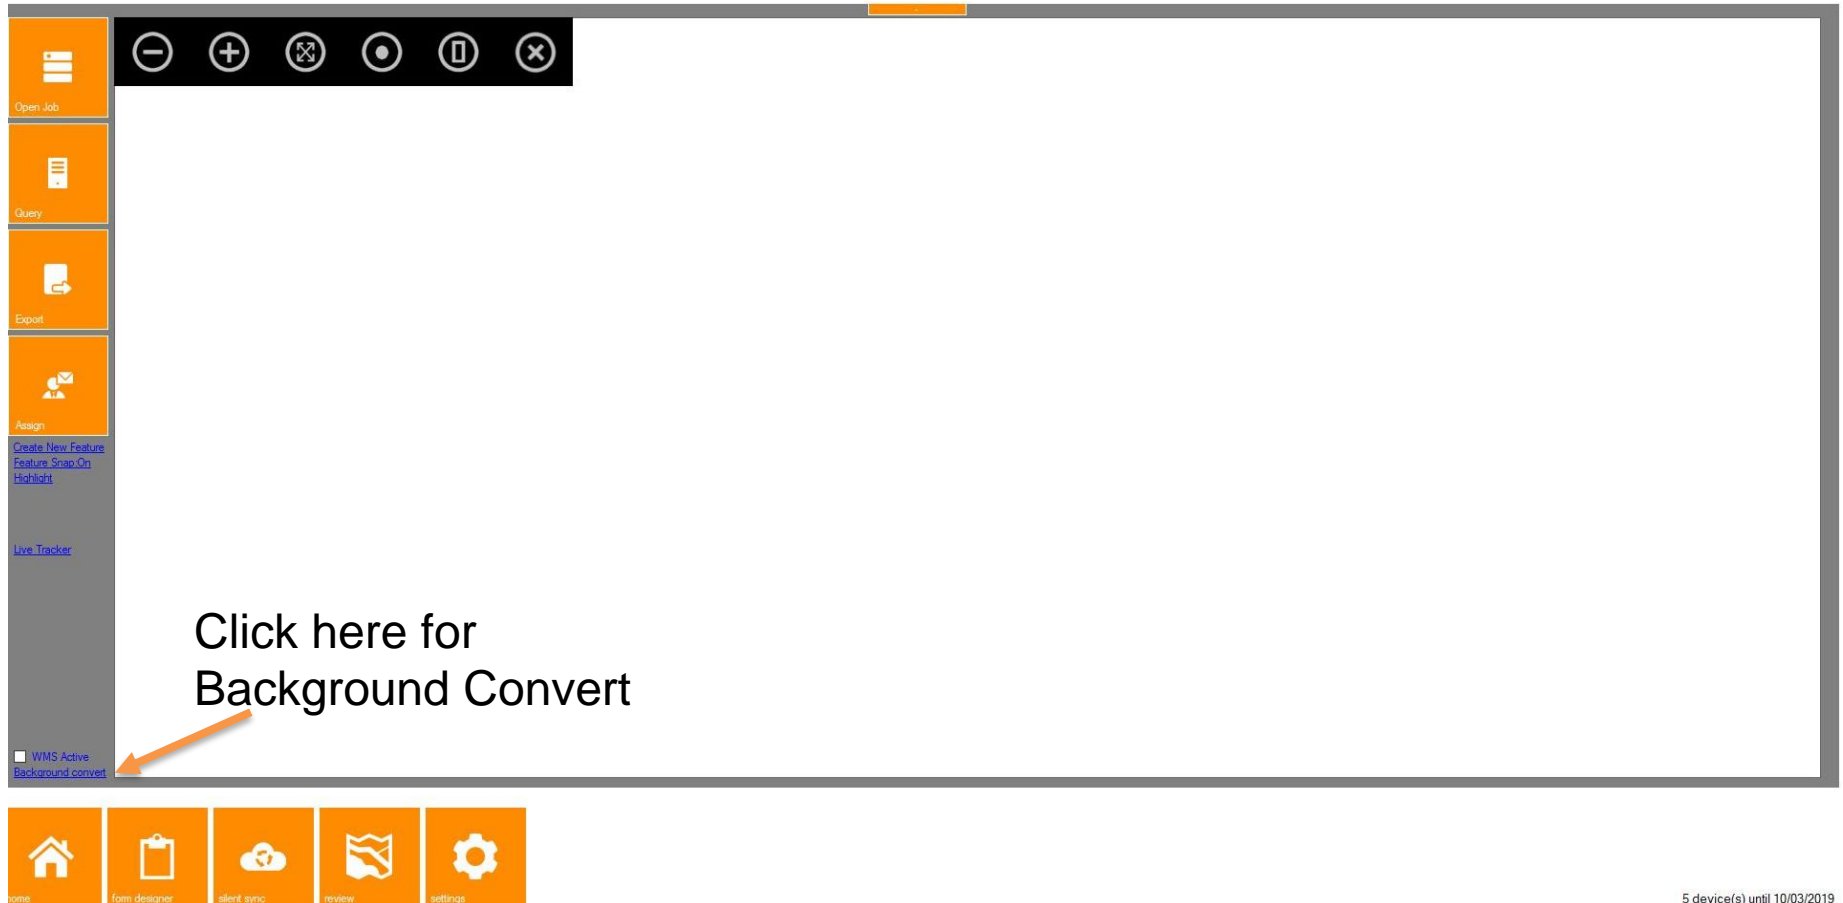 Open Job
Query
Export
Assign
Create New Feature
Feature Snap:On
Highlight
Live Tracker
Click here for
Background Convert
WMS Active
Background convert
home
form designer
silent sync
review
settings
5 device(s) until 10/03/2019